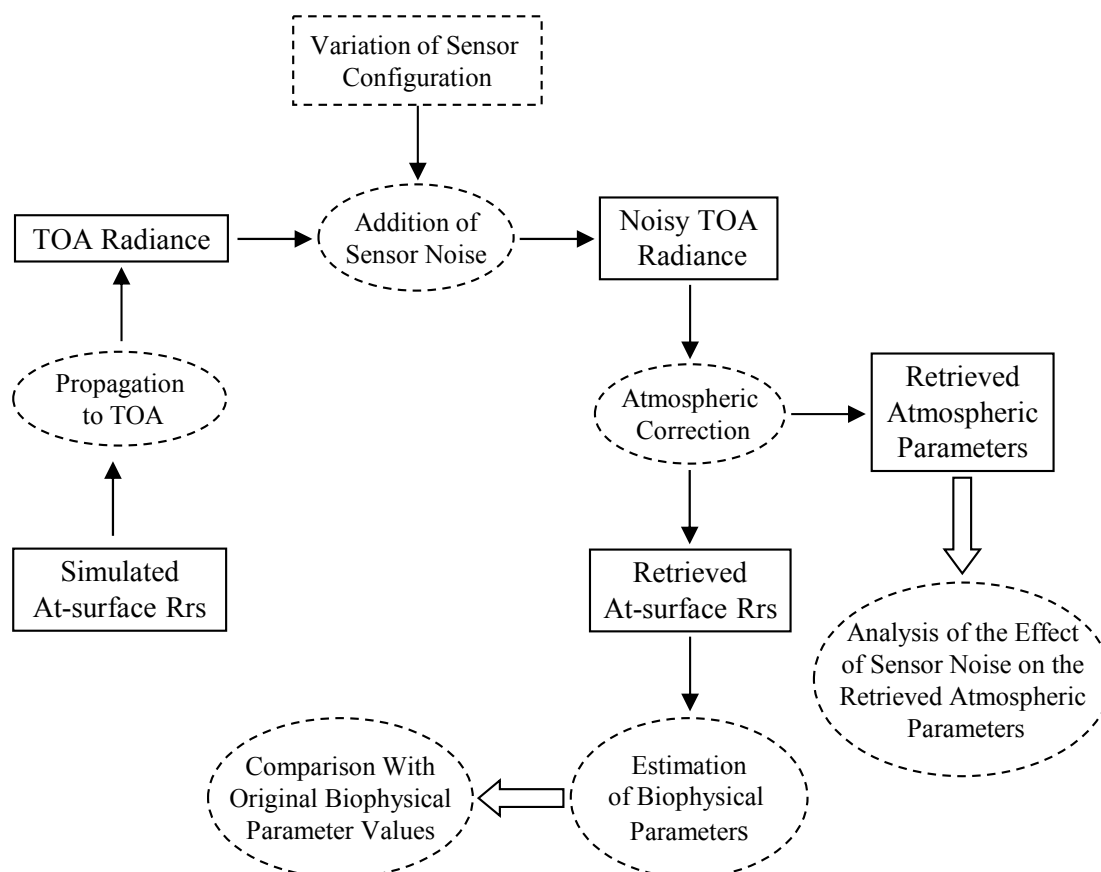 Variation of Sensor
Configuration
TOA Radiance
Addition of
Sensor Noise
Noisy TOA
Radiance
Propagation
to TOA
Atmospheric
Correction
Retrieved
Atmospheric
Parameters
Simulated
At-surface Rrs
Retrieved
At-surface Rrs
Analysis of the Effect
of Sensor Noise on the
Retrieved Atmospheric
Parameters
Comparison With
Original Biophysical
Parameter Values
Estimation
of Biophysical
Parameters